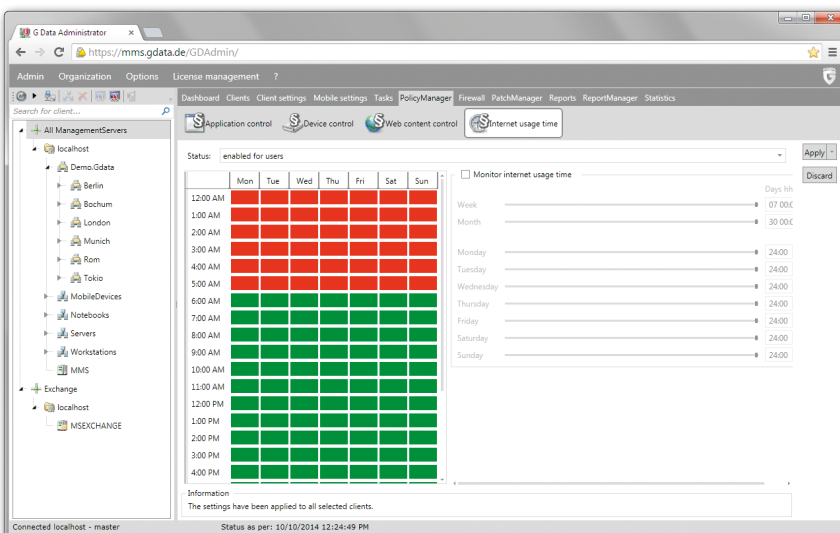 G Data Administrator
https://mms.gdata.de/GDAdmin/
Admin Organization Options License management ?
Dashboard Clients Client settings Mobile settings Tasks PolicyManager Firewall PatchManager Reports ReportManager Statistics
Search for client...
Application control Device control Web content control Internet usage time
All ManagementServers
localhost
Demo.Gdata
Berlin
Bochum
London
Munich
Rom
Tokio
MobileDevices
Notebooks
Servers
Workstations
MMS
Exchange
localhost
MSEXCHANGE
Status: enabled for users
Apply
Discard
Mon Tue Wed Thu Fri Sat Sun
12:00 AM
1:00 AM
2:00 AM
3:00 AM
4:00 AM
5:00 AM
6:00 AM
7:00 AM
8:00 AM
9:00 AM
10:00 AM
11:00 AM
12:00 PM
1:00 PM
2:00 PM
3:00 PM
4:00 PM
Monitor internet usage time
Days hh
Week 07 00:0
Month 30 00:0
Monday 24:00
Tuesday 24:00
Wednesday 24:00
Thursday 24:00
Friday 24:00
Saturday 24:00
Sunday 24:00
Information
The settings have been applied to all selected clients.
Connected localhost - master Status as per: 10/10/2014 12:24:49 PM